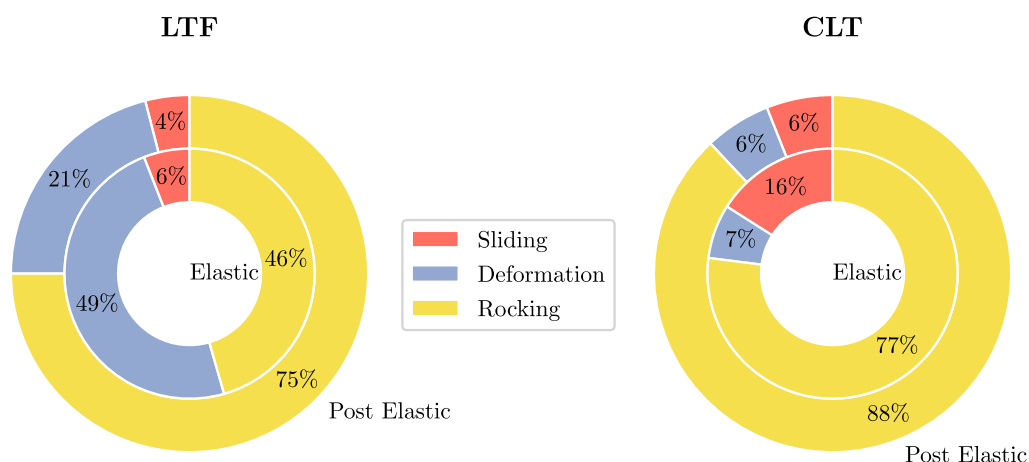 LTF
4%
6%
21%
46%
Elastic
49%
75%
Post Elastic
Sliding
Deformation
Rocking
CLT
6%
6%
16%
7%
Elastic
77%
88%
Post Elastic